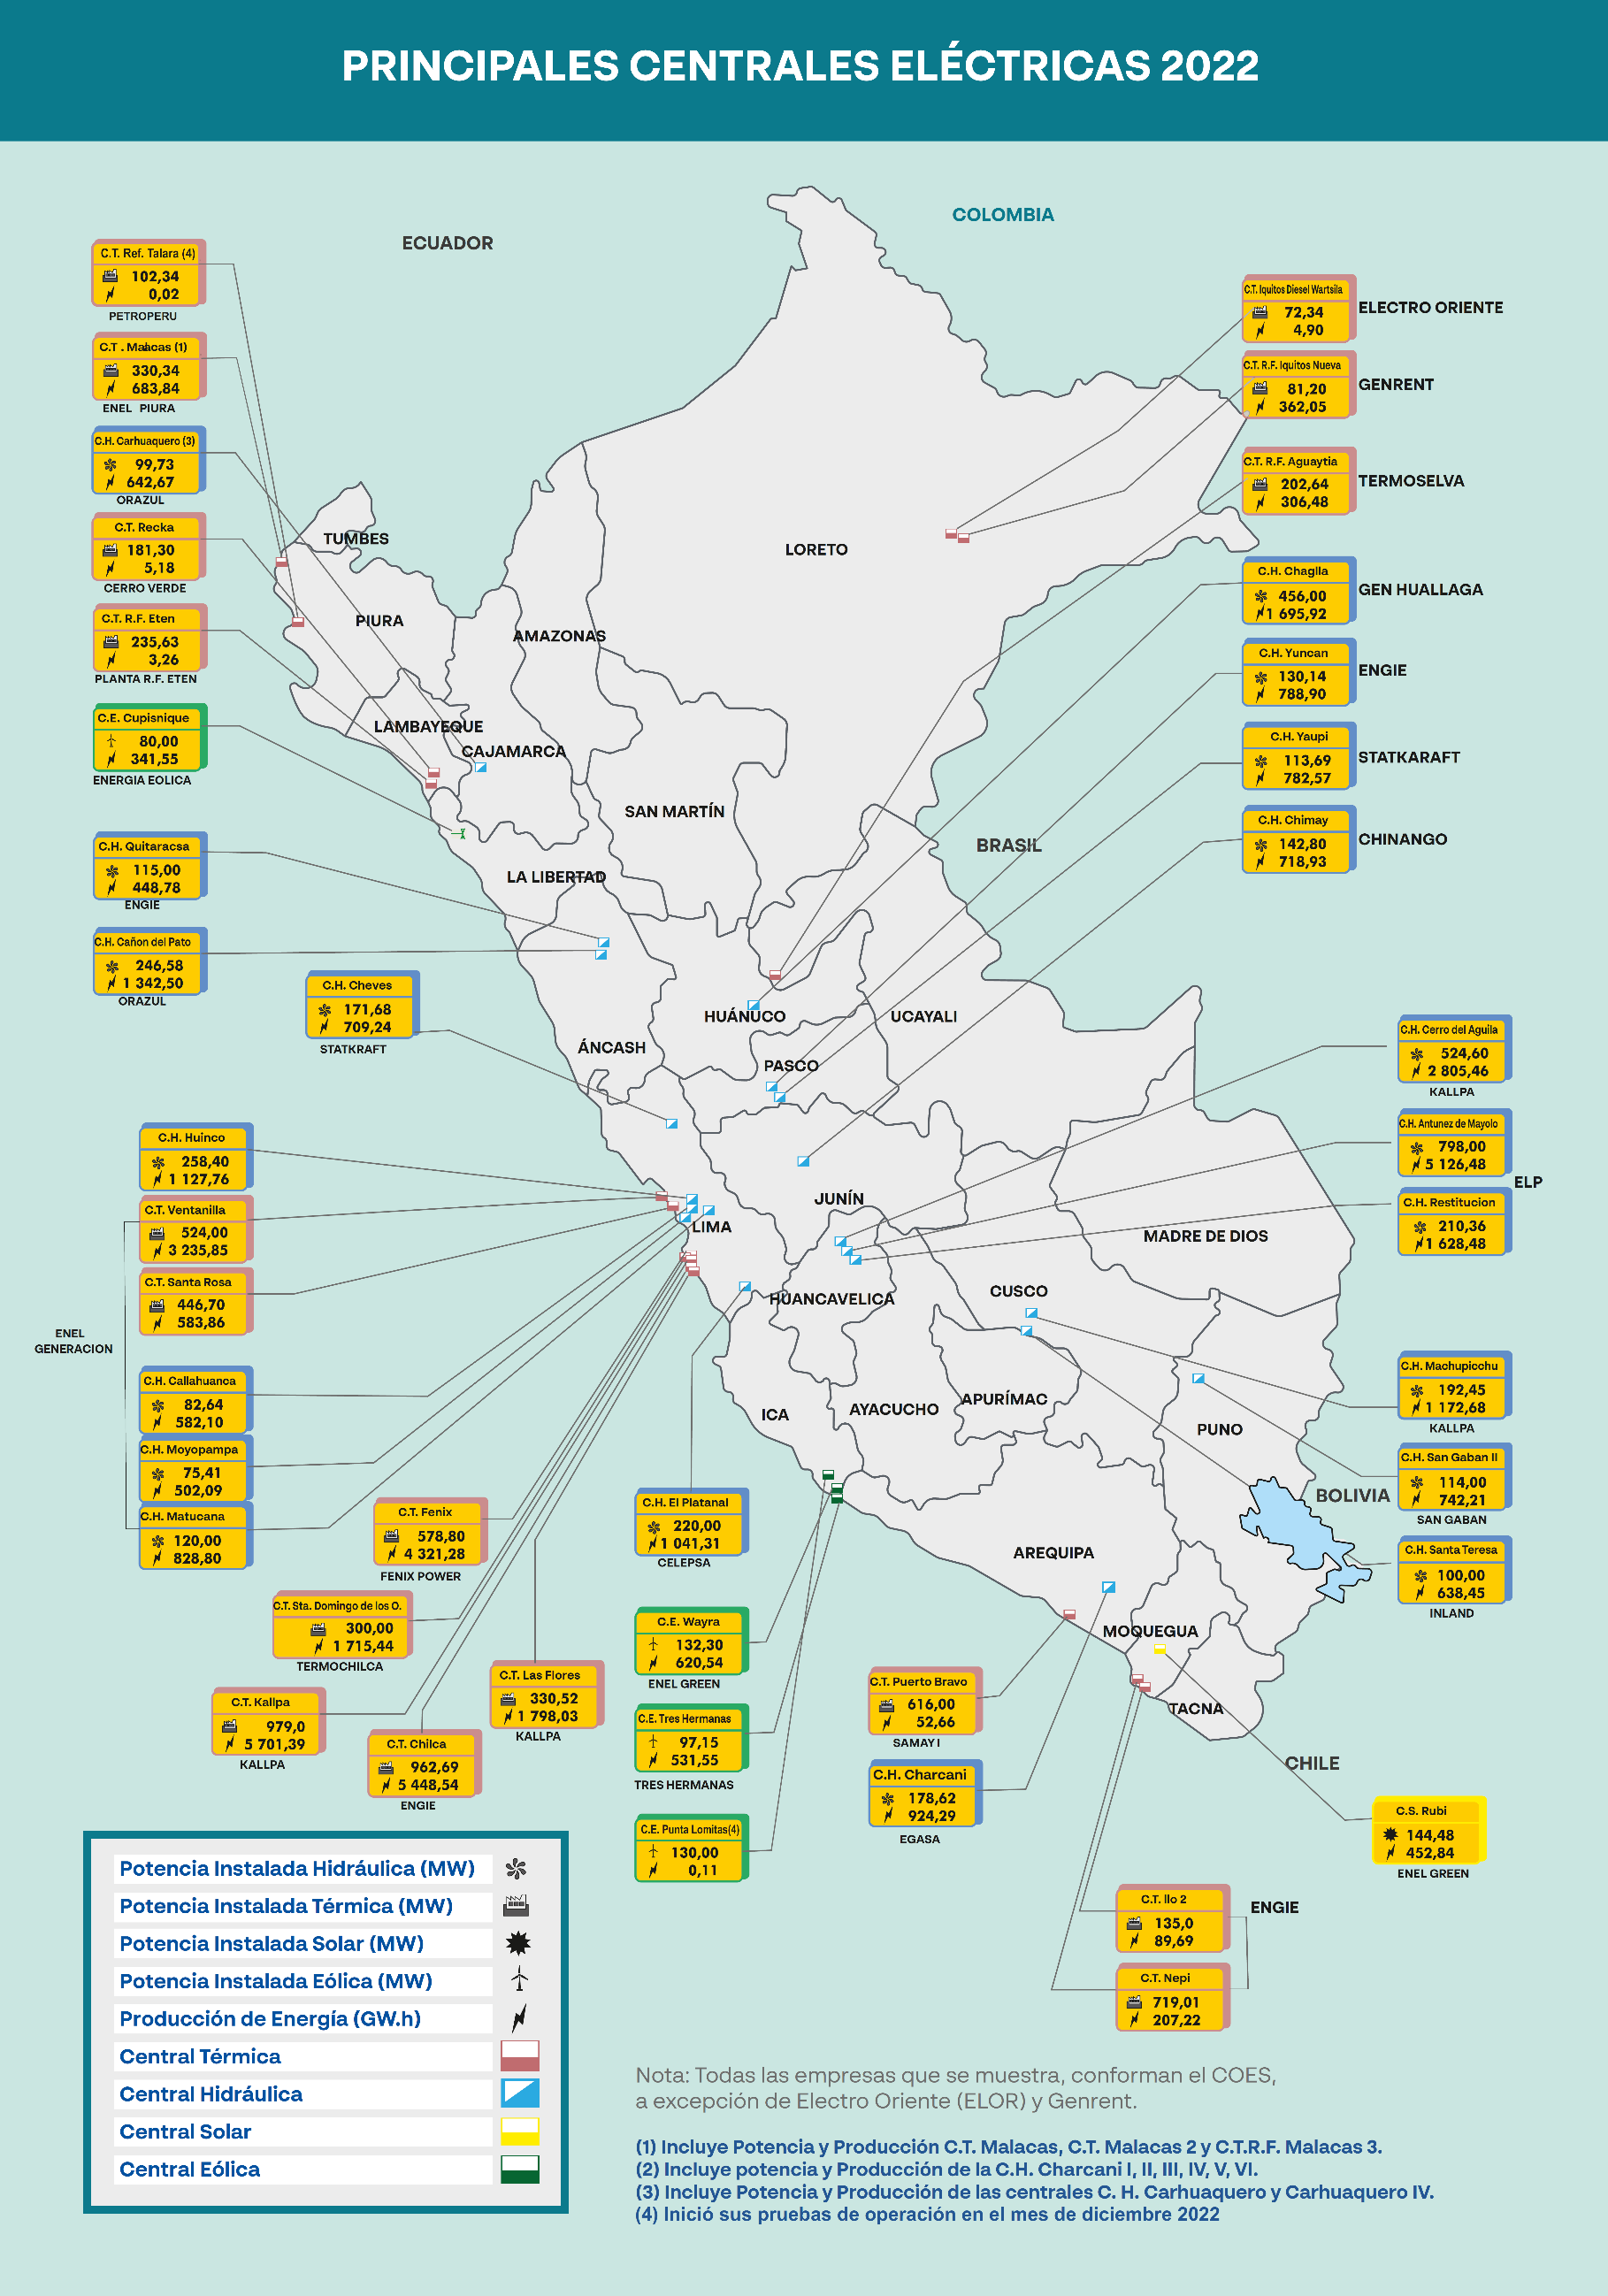 PRINCIPALES CENTRALES ELÉCTRICAS 2022
COLOMBIA
ECUADOR
C.T. Ref. Talara (4)
102,34
0,02
PETROPERU
C.T . Malacas (1)
330,34
683,84
ENEL PIURA
C.H. Carhuaquero (3)
99,73
642,67
ORAZUL
C.T. Recka
181,30
5,18
CERRO VERDE
C.T. R.F. Eten
235,63
3,26
PLANTA R.F. ETEN
C.E. Cupisnique
80,00
341,55
ENERGIA EOLICA
C.H. Quitaracsa
115,00
448,78
ENGIE
C.H. Cañon del Pato
246,58
1 342,50
ORAZUL
C.H. Cheves
171,68
709,24
STATKRAFT
C.T. Iquitos Diesel Wartsila
72,34
4,90
ELECTRO ORIENTE
C.T. R.F. Iquitos Nueva
81,20
362,05
GENRENT
C.T. R.F. Aguaytia
202,64
306,48
TERMOSELVA
C.H. Chaglla
456,00
1 695,92
GEN HUALLAGA
C.H. Yuncan
130,14
788,90
ENGIE
C.H. Yaupi
113,69
782,57
STATKARAFT
C.H. Chimay
142,80
718,93
CHINANGO
TUMBES
LORETO
PIURA
AMAZONAS
LAMBAYEQUE
CAJAMARCA
SAN MARTÍN
BRASIL
LA LIBERTAD
HUÁNUCO
UCAYALI
ÁNCASH
PASCO
JUNÍN
LIMA
MADRE DE DIOS
CUSCO
HUANCAVELICA
APURÍMAC
AYACUCHO
ICA
PUNO
BOLIVIA
AREQUIPA
MOQUEGUA
TACNA
CHILE
C.H. Cerro del Aguila
524,60
2 805,46
KALLPA
C.H. Antunez de Mayolo
798,00
5 126,48
ELP
C.H. Restitucion
210,36
1 628,48
C.H. Machupicchu
192,45
1 172,68
KALLPA
C.H. San Gaban II
114,00
742,21
SAN GABAN
C.H. Santa Teresa
100,00
638,45
INLAND
C.H. Huinco
258,40
1 127,76
C.T. Ventanilla
524,00
3 235,85
C.T. Santa Rosa
446,70
583,86
ENEL
GENERACION
C.H. Callahuanca
82,64
582,10
C.H. Moyopampa
75,41
502,09
C.H. Matucana
120,00
828,80
C.T. Fenix
578,80
4 321,28
FENIX POWER
C.T. Sta. Domingo de los O.
300,00
1 715,44
TERMOCHILCA
C.T. Kallpa
979,0
5 701,39
KALLPA
C.T. Chilca
962,69
5 448,54
ENGIE
C.T. Las Flores
330,52
1 798,03
KALLPA
C.H. El Platanal
220,00
1 041,31
CELEPSA
C.E. Wayra
132,30
620,54
ENEL GREEN
C.E. Tres Hermanas
97,15
531,55
TRES HERMANAS
C.E. Punta Lomitas(4)
130,00
0,11
C.T. Puerto Bravo
616,00
52,66
SAMAY I
C.H. Charcani
178,62
924,29
EGASA
C.S. Rubi
144,48
452,84
ENEL GREEN
C.T. Ilo 2
135,0
89,69
ENGIE
C.T. Nepi
719,01
207,22
Potencia Instalada Hidráulica (MW)
Potencia Instalada Térmica (MW)
Potencia Instalada Solar (MW)
Potencia Instalada Eólica (MW)
Producción de Energía (GW.h)
Central Térmica
Central Hidráulica
Central Solar
Central Eólica
Nota: Todas las empresas que se muestra, conforman el COES,
a excepción de Electro Oriente (ELOR) y Genrent.
(1) Incluye Potencia y Producción C.T. Malacas, C.T. Malacas 2 y C.T.R.F. Malacas 3.
(2) Incluye potencia y Producción de la C.H. Charcani I, II, III, IV, V, VI.
(3) Incluye Potencia y Producción de las centrales C. H. Carhuaquero y Carhuaquero IV.
(4) Inició sus pruebas de operación en el mes de diciembre 2022